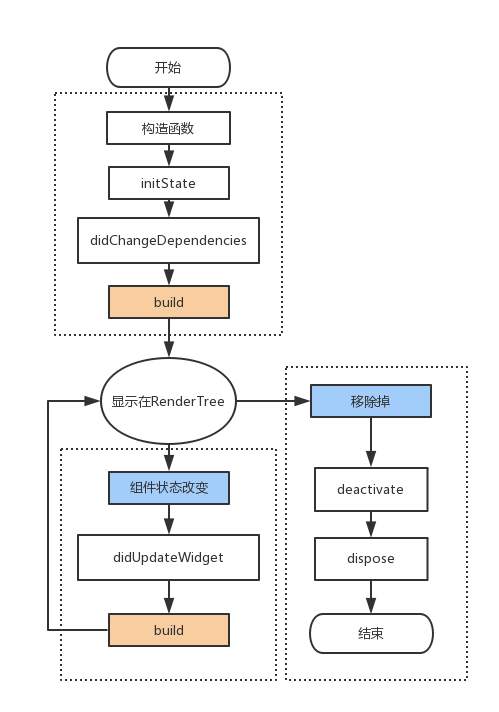 开始
构造函数
initState
didChangeDependencies
build
显示在RenderTree
移除掉
组件状态改变
deactivate
didUpdateWidget
dispose
build
结束